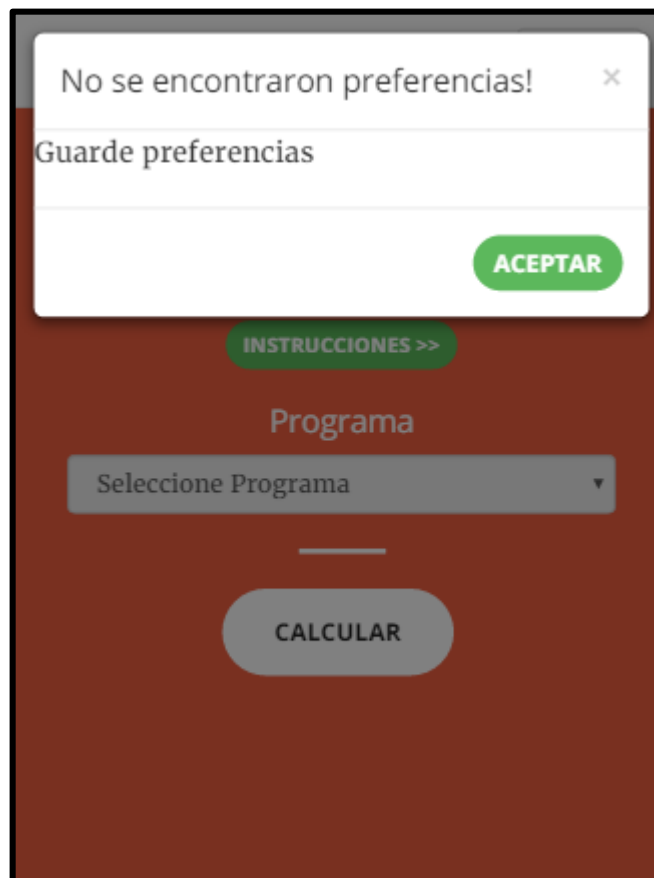 No se encontraron preferencias! ×
Guarde preferencias
ACEPTAR
INSTRUCCIONES >>
Programa
Seleccione Programa
CALCULAR